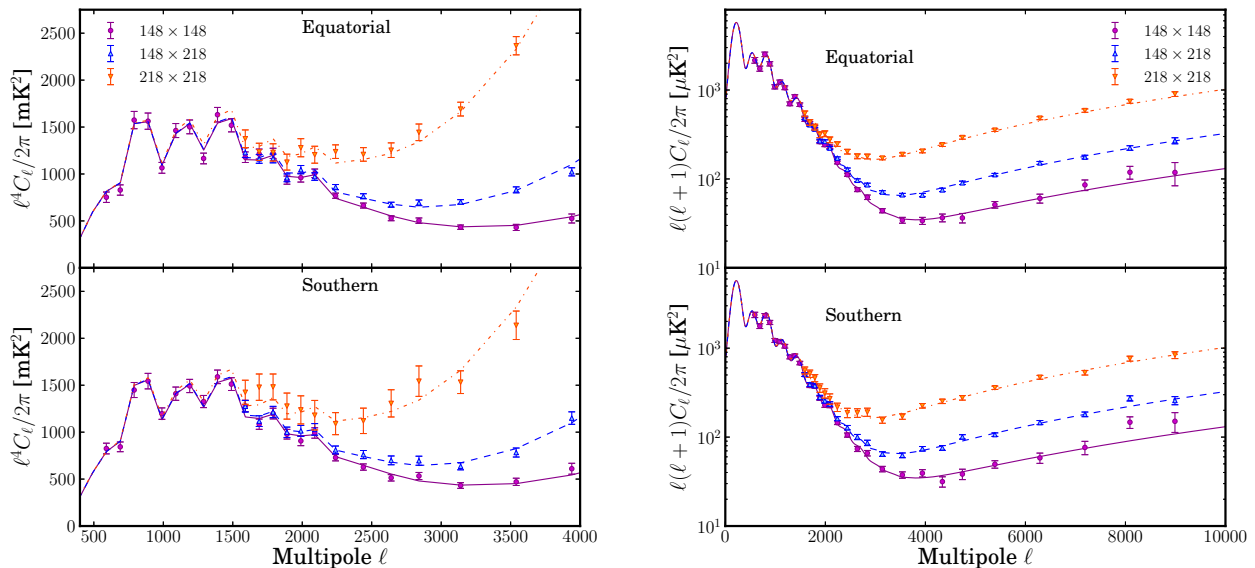 2500
2000
1500
1000
500
0
ℓ⁴Cℓ/2π [mK²]
148 × 148
148 × 218
218 × 218
Equatorial
2500
2000
1500
1000
500
0
ℓ⁴Cℓ/2π [mK²]
Southern
500
1000
1500
2000
2500
3000
3500
4000
Multipole ℓ
10³
10²
10¹
ℓ(ℓ + 1)Cℓ/2π [μK²]
Equatorial
148 × 148
148 × 218
218 × 218
10³
10²
10¹
ℓ(ℓ + 1)Cℓ/2π [μK²]
Southern
0
2000
4000
6000
8000
10000
Multipole ℓ